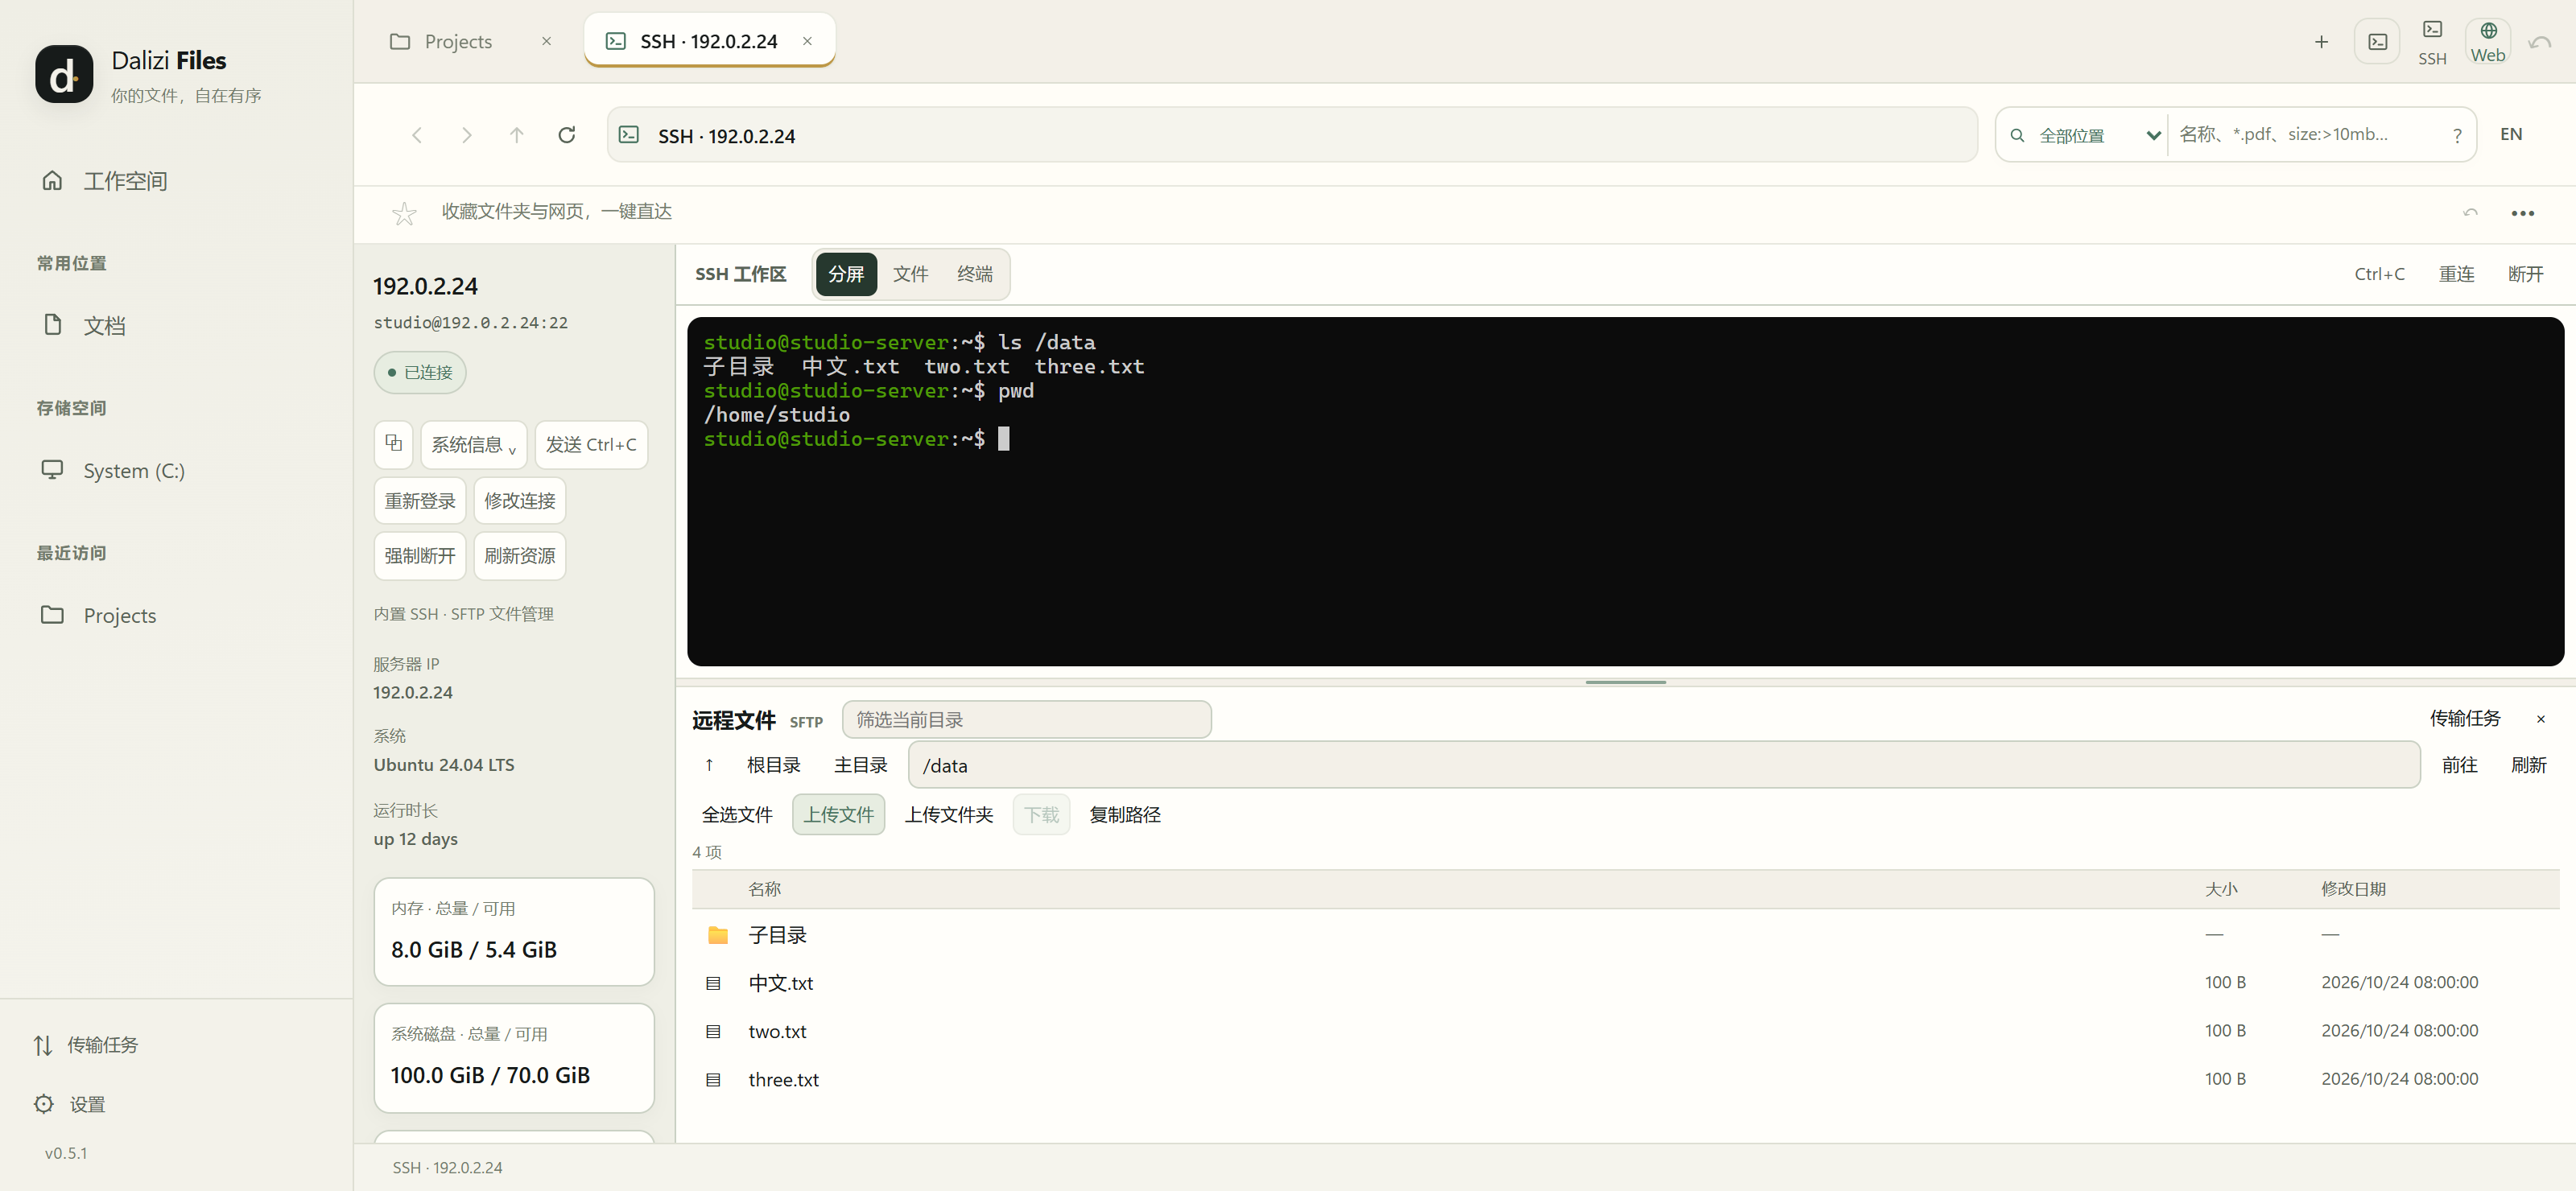 Dalizi Files
你的文件，自在有序
工作空间
常用位置
文档
存储空间
System (C:)
最近访问
Projects
传输任务
设置
v0.5.1
Projects ×
SSH · 192.0.2.24 ×
+ SSH Web
SSH · 192.0.2.24
全部位置 名称、*.pdf、size:>10mb... ? EN
收藏文件夹与网页，一键直达
192.0.2.24
studio@192.0.2.24:22
已连接
系统信息 v 发送 Ctrl+C
重新登录 修改连接
强制断开 刷新资源
内置 SSH · SFTP 文件管理
服务器 IP
192.0.2.24
系统
Ubuntu 24.04 LTS
运行时长
up 12 days
内存 · 总量 / 可用
8.0 GiB / 5.4 GiB
系统磁盘 · 总量 / 可用
100.0 GiB / 70.0 GiB
SSH 工作区 分屏 文件 终端 Ctrl+C 重连 断开
studio@studio-server:~$ ls /data
子目录 中文.txt two.txt three.txt
studio@studio-server:~$ pwd
/home/studio
studio@studio-server:~$
远程文件 SFTP 筛选当前目录 传输任务 ×
↑ 根目录 主目录 /data 前往 刷新
全选文件 上传文件 上传文件夹 下载 复制路径
4 项
名称 大小 修改日期
子目录 — —
中文.txt 100 B 2026/10/24 08:00:00
two.txt 100 B 2026/10/24 08:00:00
three.txt 100 B 2026/10/24 08:00:00
SSH · 192.0.2.24